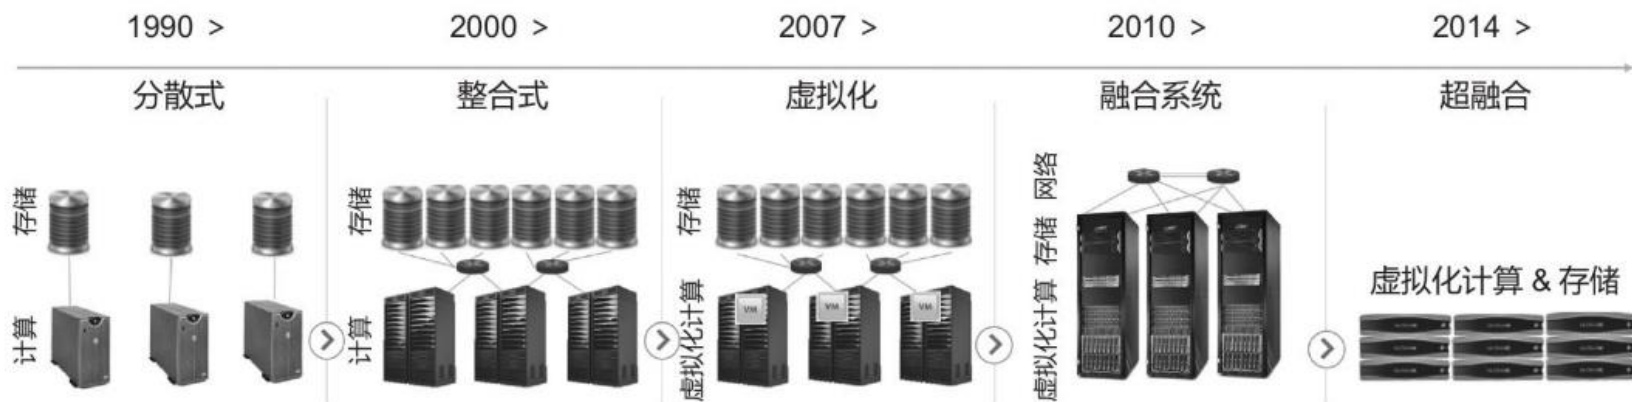 1990 >
2000 >
2007 >
2010 >
2014 >
分散式
整合式
虚拟化
融合系统
超融合
存储
计算
存储
计算
存储
虚拟化计算
VM
VM
VM
网络
存储
虚拟化计算
虚拟化计算 & 存储